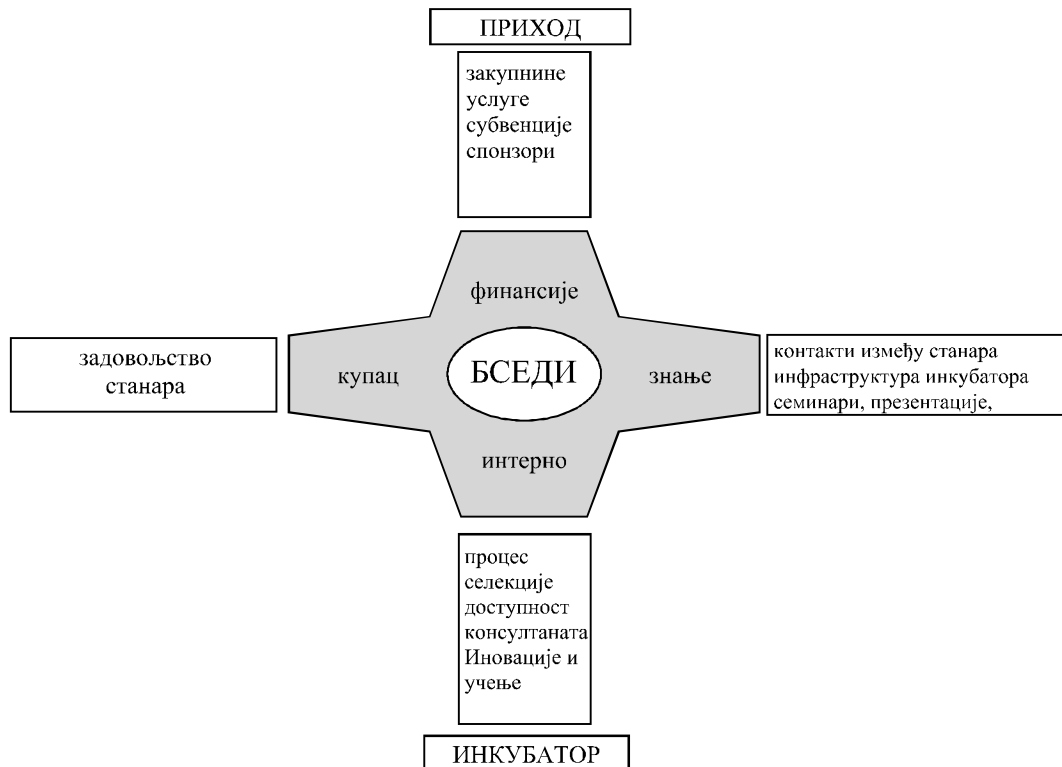 ПРИХОД
закупнине
услуге
субвенције
спонзори
финансије
задовољство
станара
купац
БСЕДИ
знање
контакти између станара
инфраструктура инкубатора
семинари, презентације,
интерно
процес
селекције
доступност
консултаната
Иновације и
учење
ИНКУБАТОР